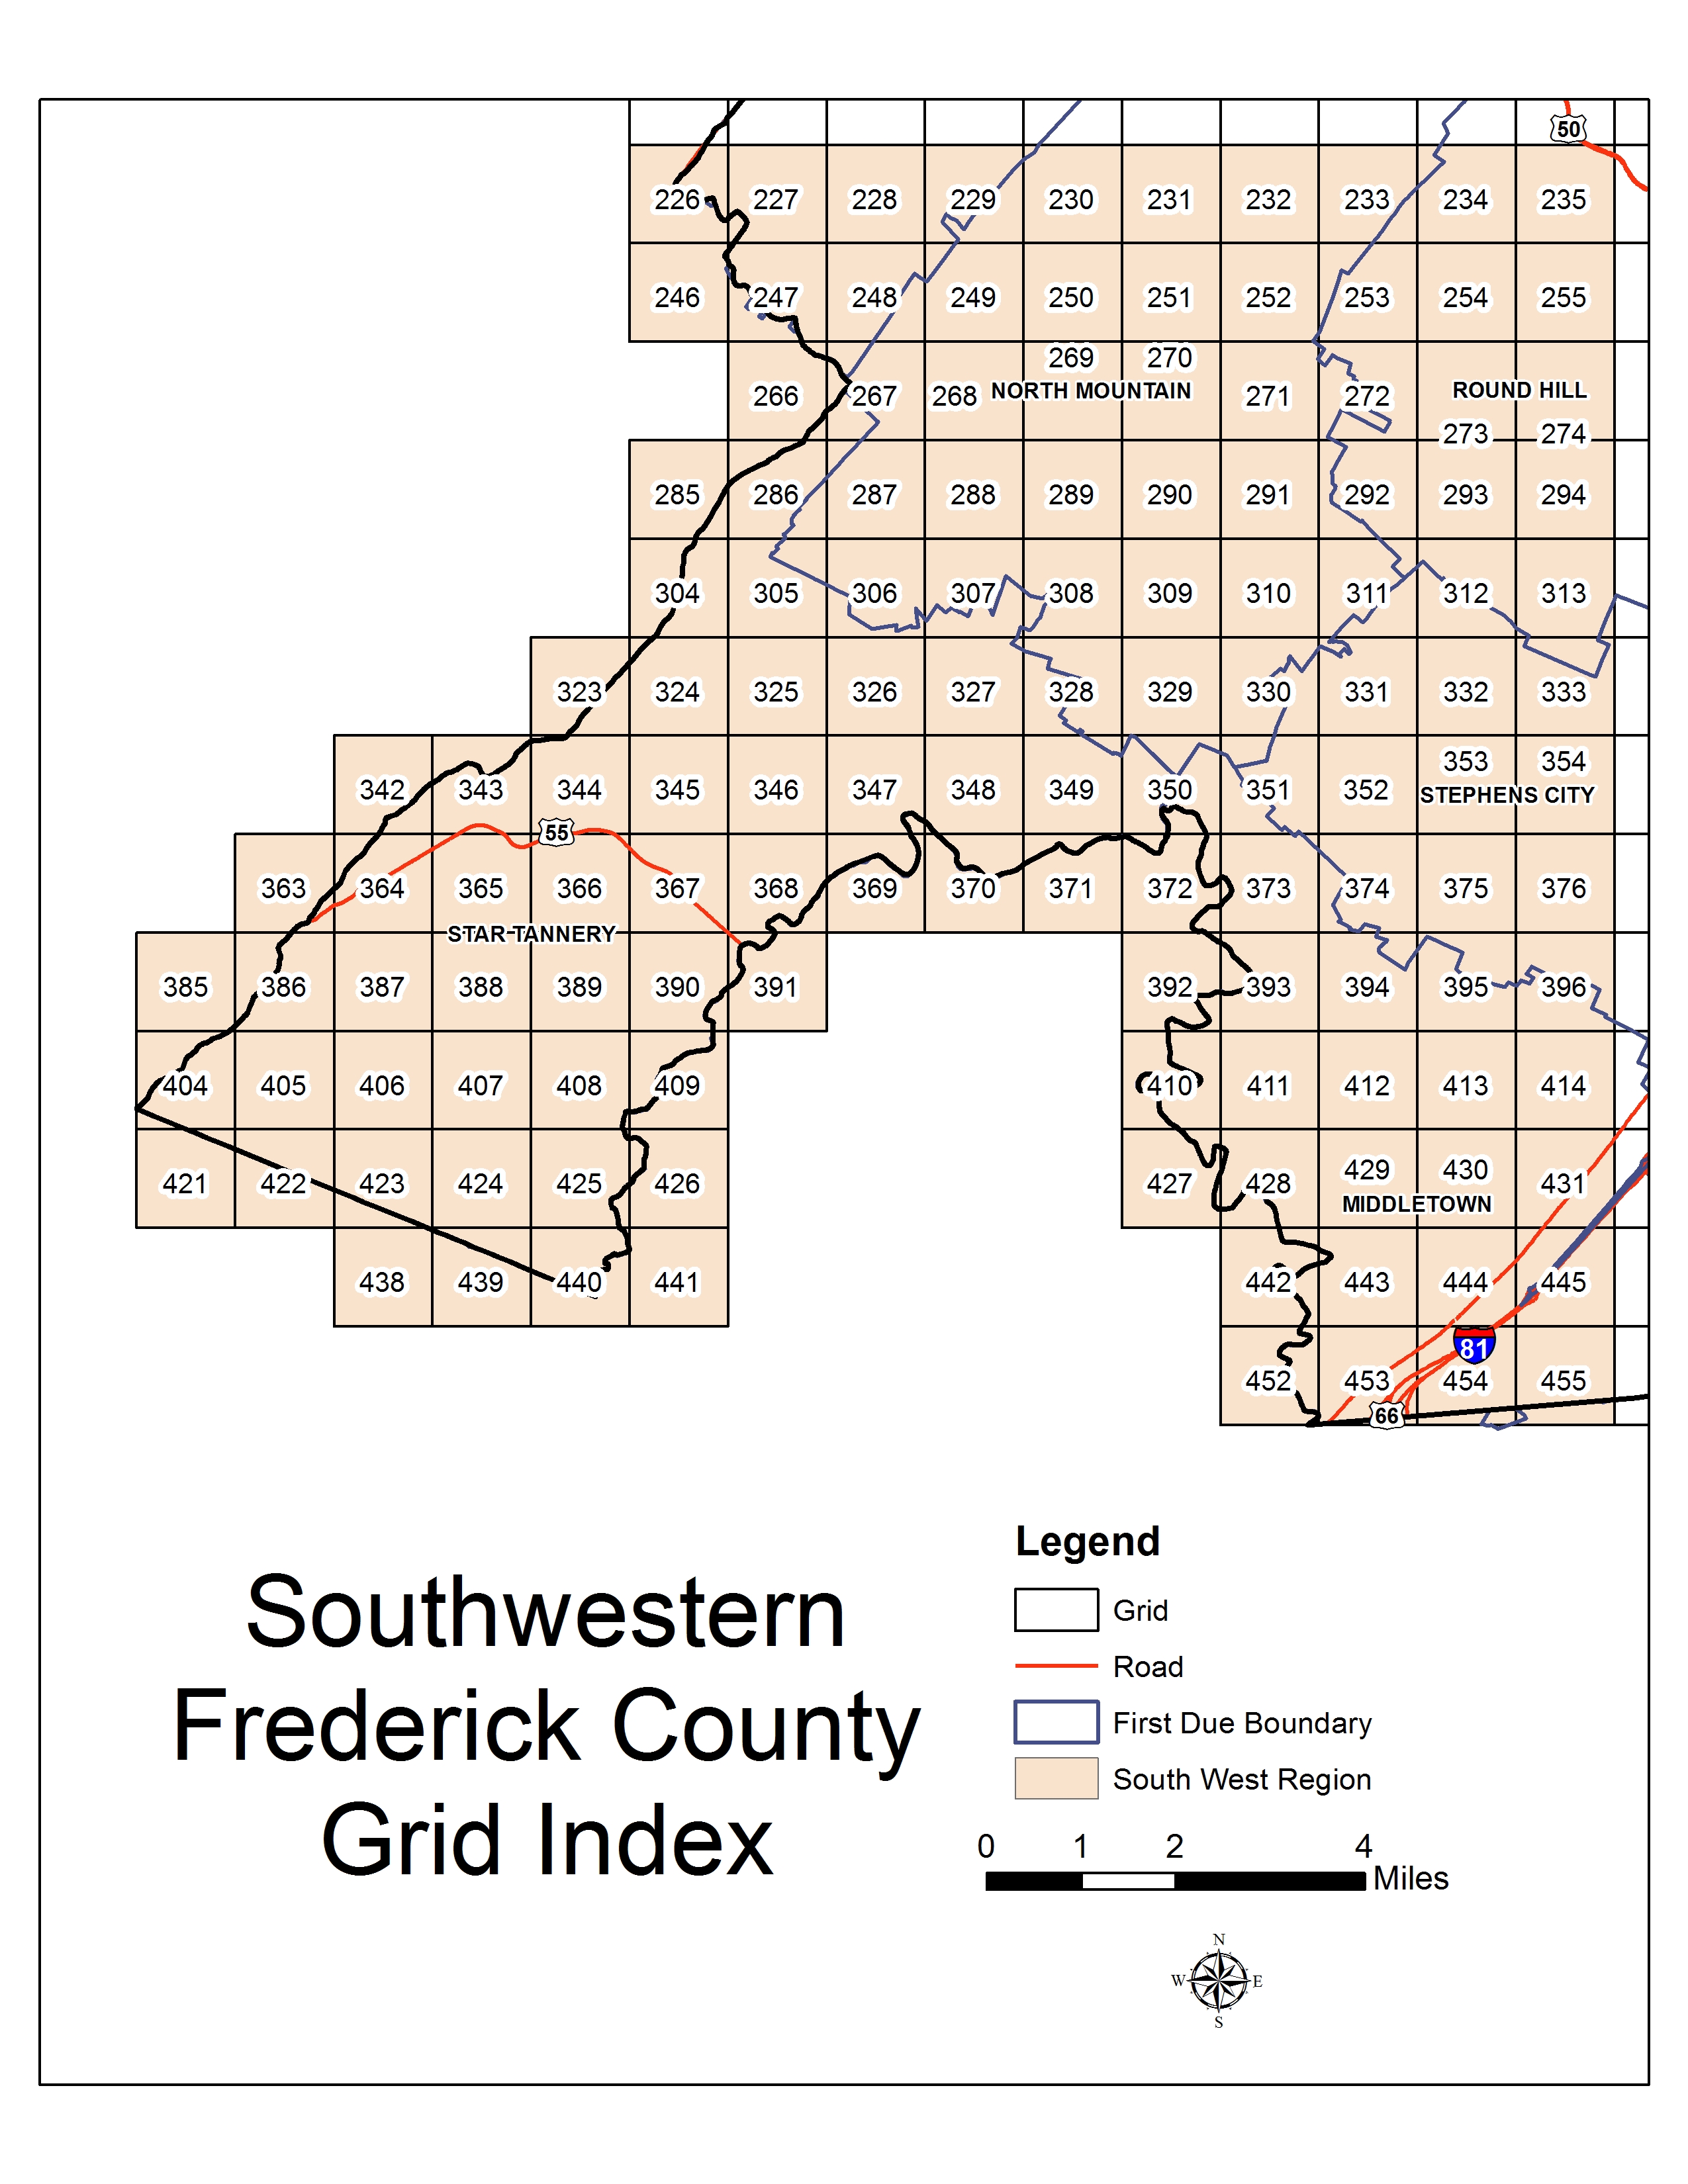 50
226 227 228 229 230 231 232 233 234 235
246 247 248 249 250 251 252 253 254 255
269 270
NORTH MOUNTAIN ROUND HILL
266 267 268 271 272
273 274
285 286 287 288 289 290 291 292 293 294
304 305 306 307 308 309 310 311 312 313
323 324 325 326 327 328 329 330 331 332 333
353 354
342 343 344 345 346 347 348 349 350 351 352
STEPHENS CITY
55
363 364 365 366 367 368 369 370 371 372 373 374 375 376
STAR TANNERY
385 386 387 388 389 390 391 392 393 394 395 396
404 405 406 407 408 409 410 411 412 413 414
429 430
421 422 423 424 425 426 427 428 431
MIDDLETOWN
438 439 440 441 442 443 444 445
81
452 453 454 455
66
Legend
Grid
Road
First Due Boundary
South West Region
Southwestern
Frederick County
Grid Index
0 1 2 4
Miles
N
W E
S